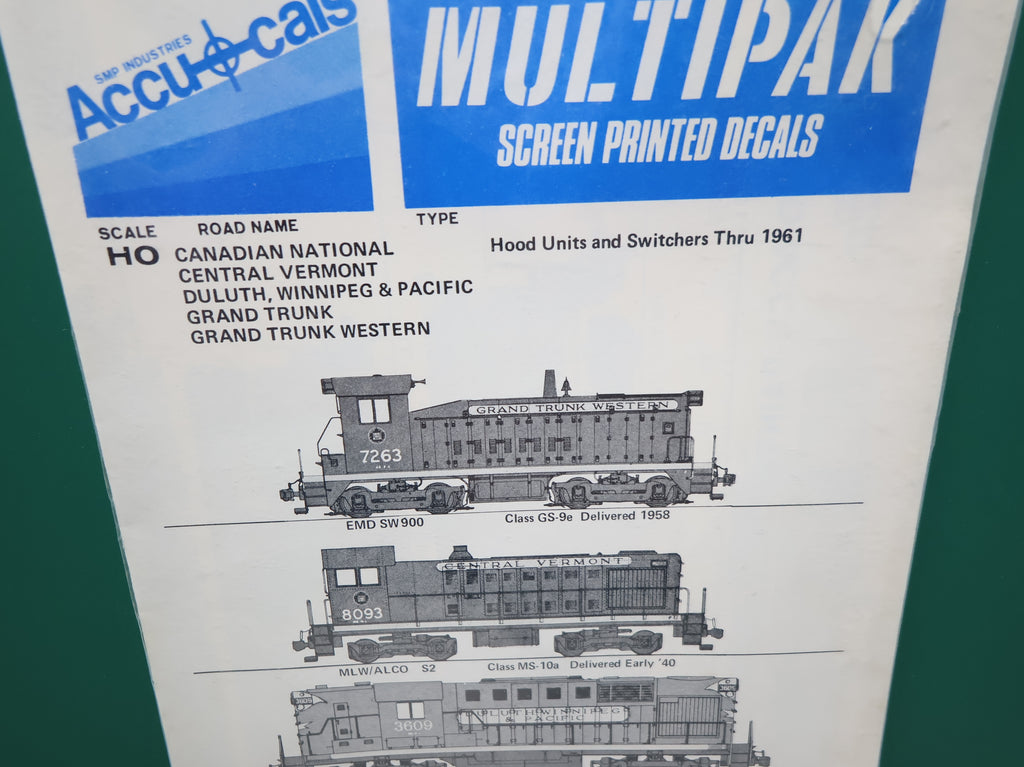 SMP INDUSTRIES
Accu-cals
MULTIPAK
SCREEN PRINTED DECALS
SCALE ROAD NAME TYPE
HO CANADIAN NATIONAL Hood Units and Switchers Thru 1961
CENTRAL VERMONT
DULUTH, WINNIPEG & PACIFIC
GRAND TRUNK
GRAND TRUNK WESTERN
GRAND TRUNK WESTERN
7263
EMD SW900 Class GS-9e Delivered 1958
CENTRAL VERMONT
8093
MLW/ALCO S2 Class MS-10a Delivered Early '40
3609 3609
DULUTH WINNIPEG
& PACIFIC
3609